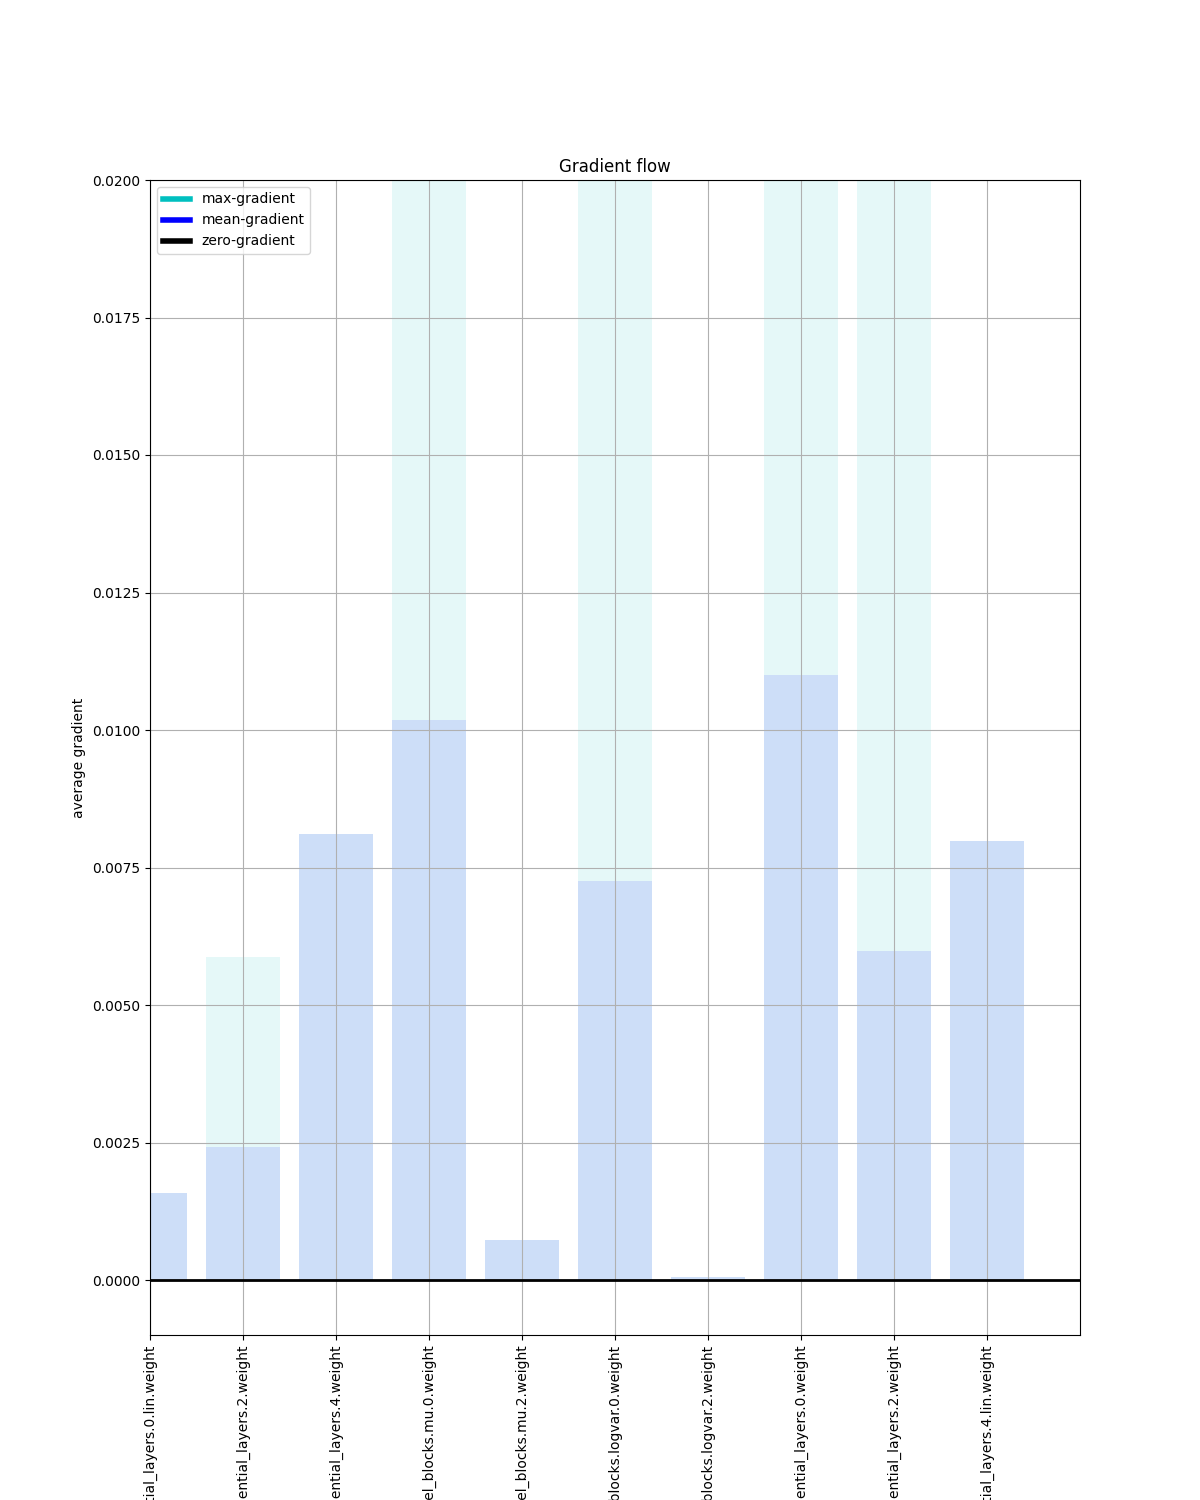 Gradient flow
max-gradient
mean-gradient
zero-gradient
0.0200
0.0175
0.0150
0.0125
0.0100
0.0075
0.0050
0.0025
0.0000
average gradient
tial_layers.0.lin.weight
ential_layers.2.weight
ential_layers.4.weight
el_blocks.mu.0.weight
el_blocks.mu.2.weight
blocks.logvar.0.weight
blocks.logvar.2.weight
ential_layers.0.weight
ential_layers.2.weight
tial_layers.4.lin.weight